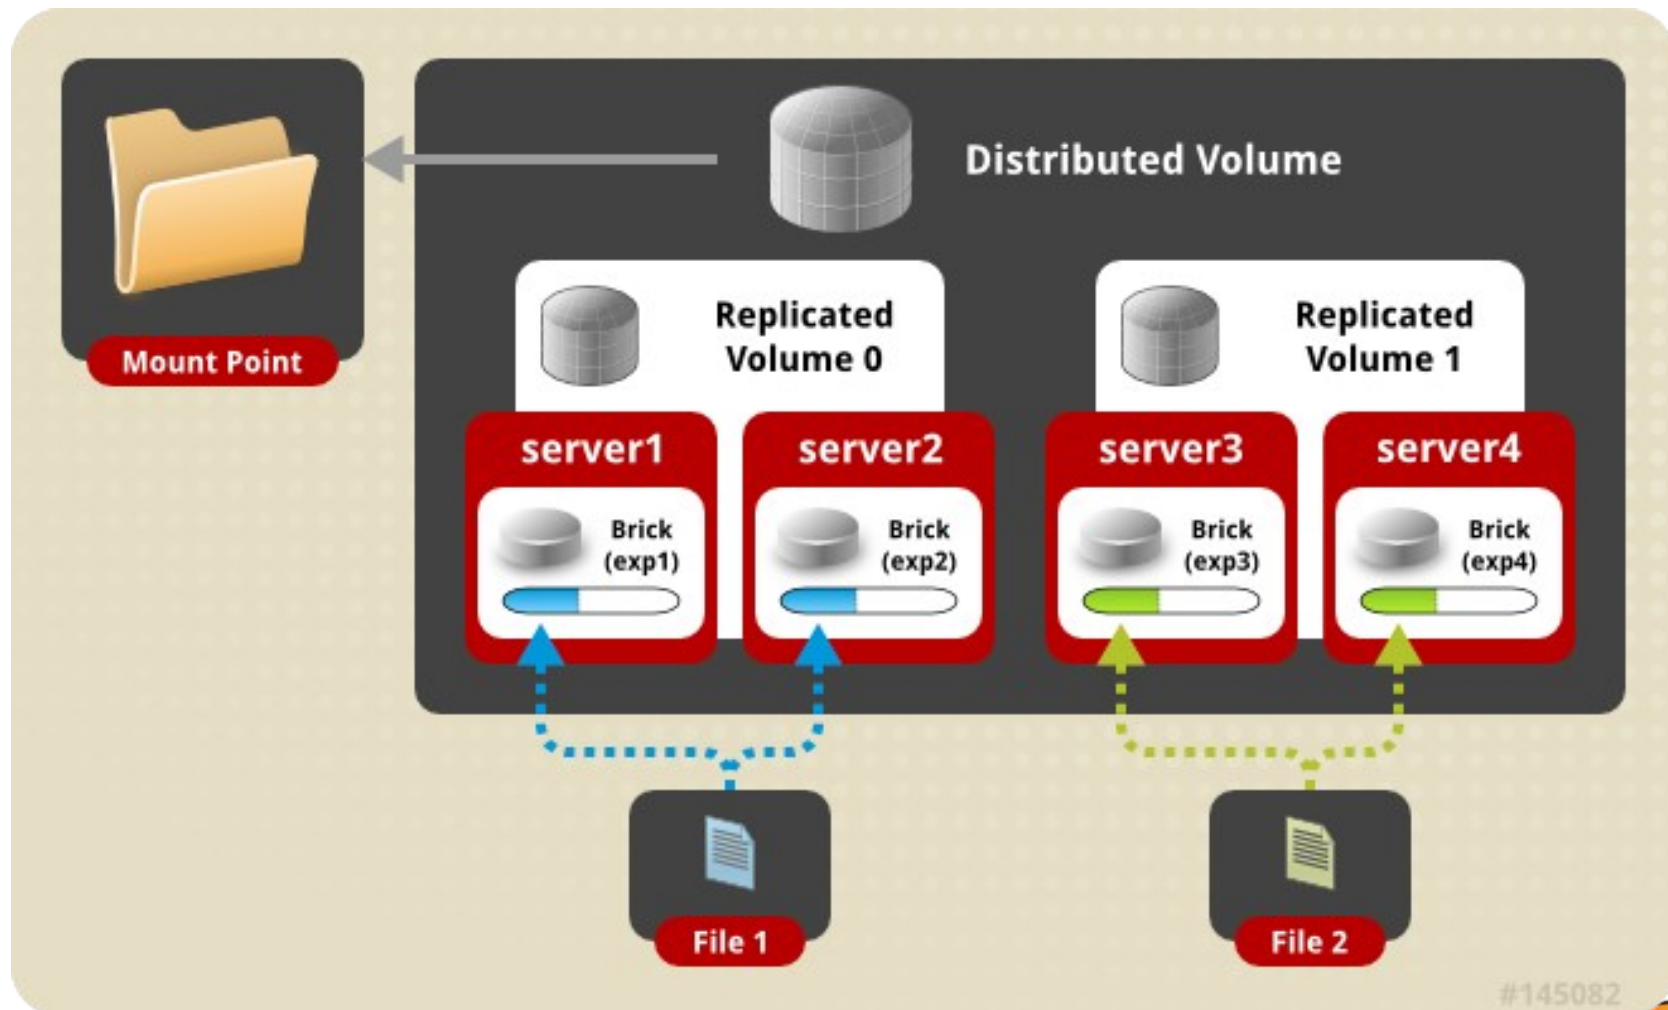 Distributed Volume
Mount Point
Replicated
Volume 0
Replicated
Volume 1
server1
server2
server3
server4
Brick
(exp1)
Brick
(exp2)
Brick
(exp3)
Brick
(exp4)
File 1
File 2
#145082